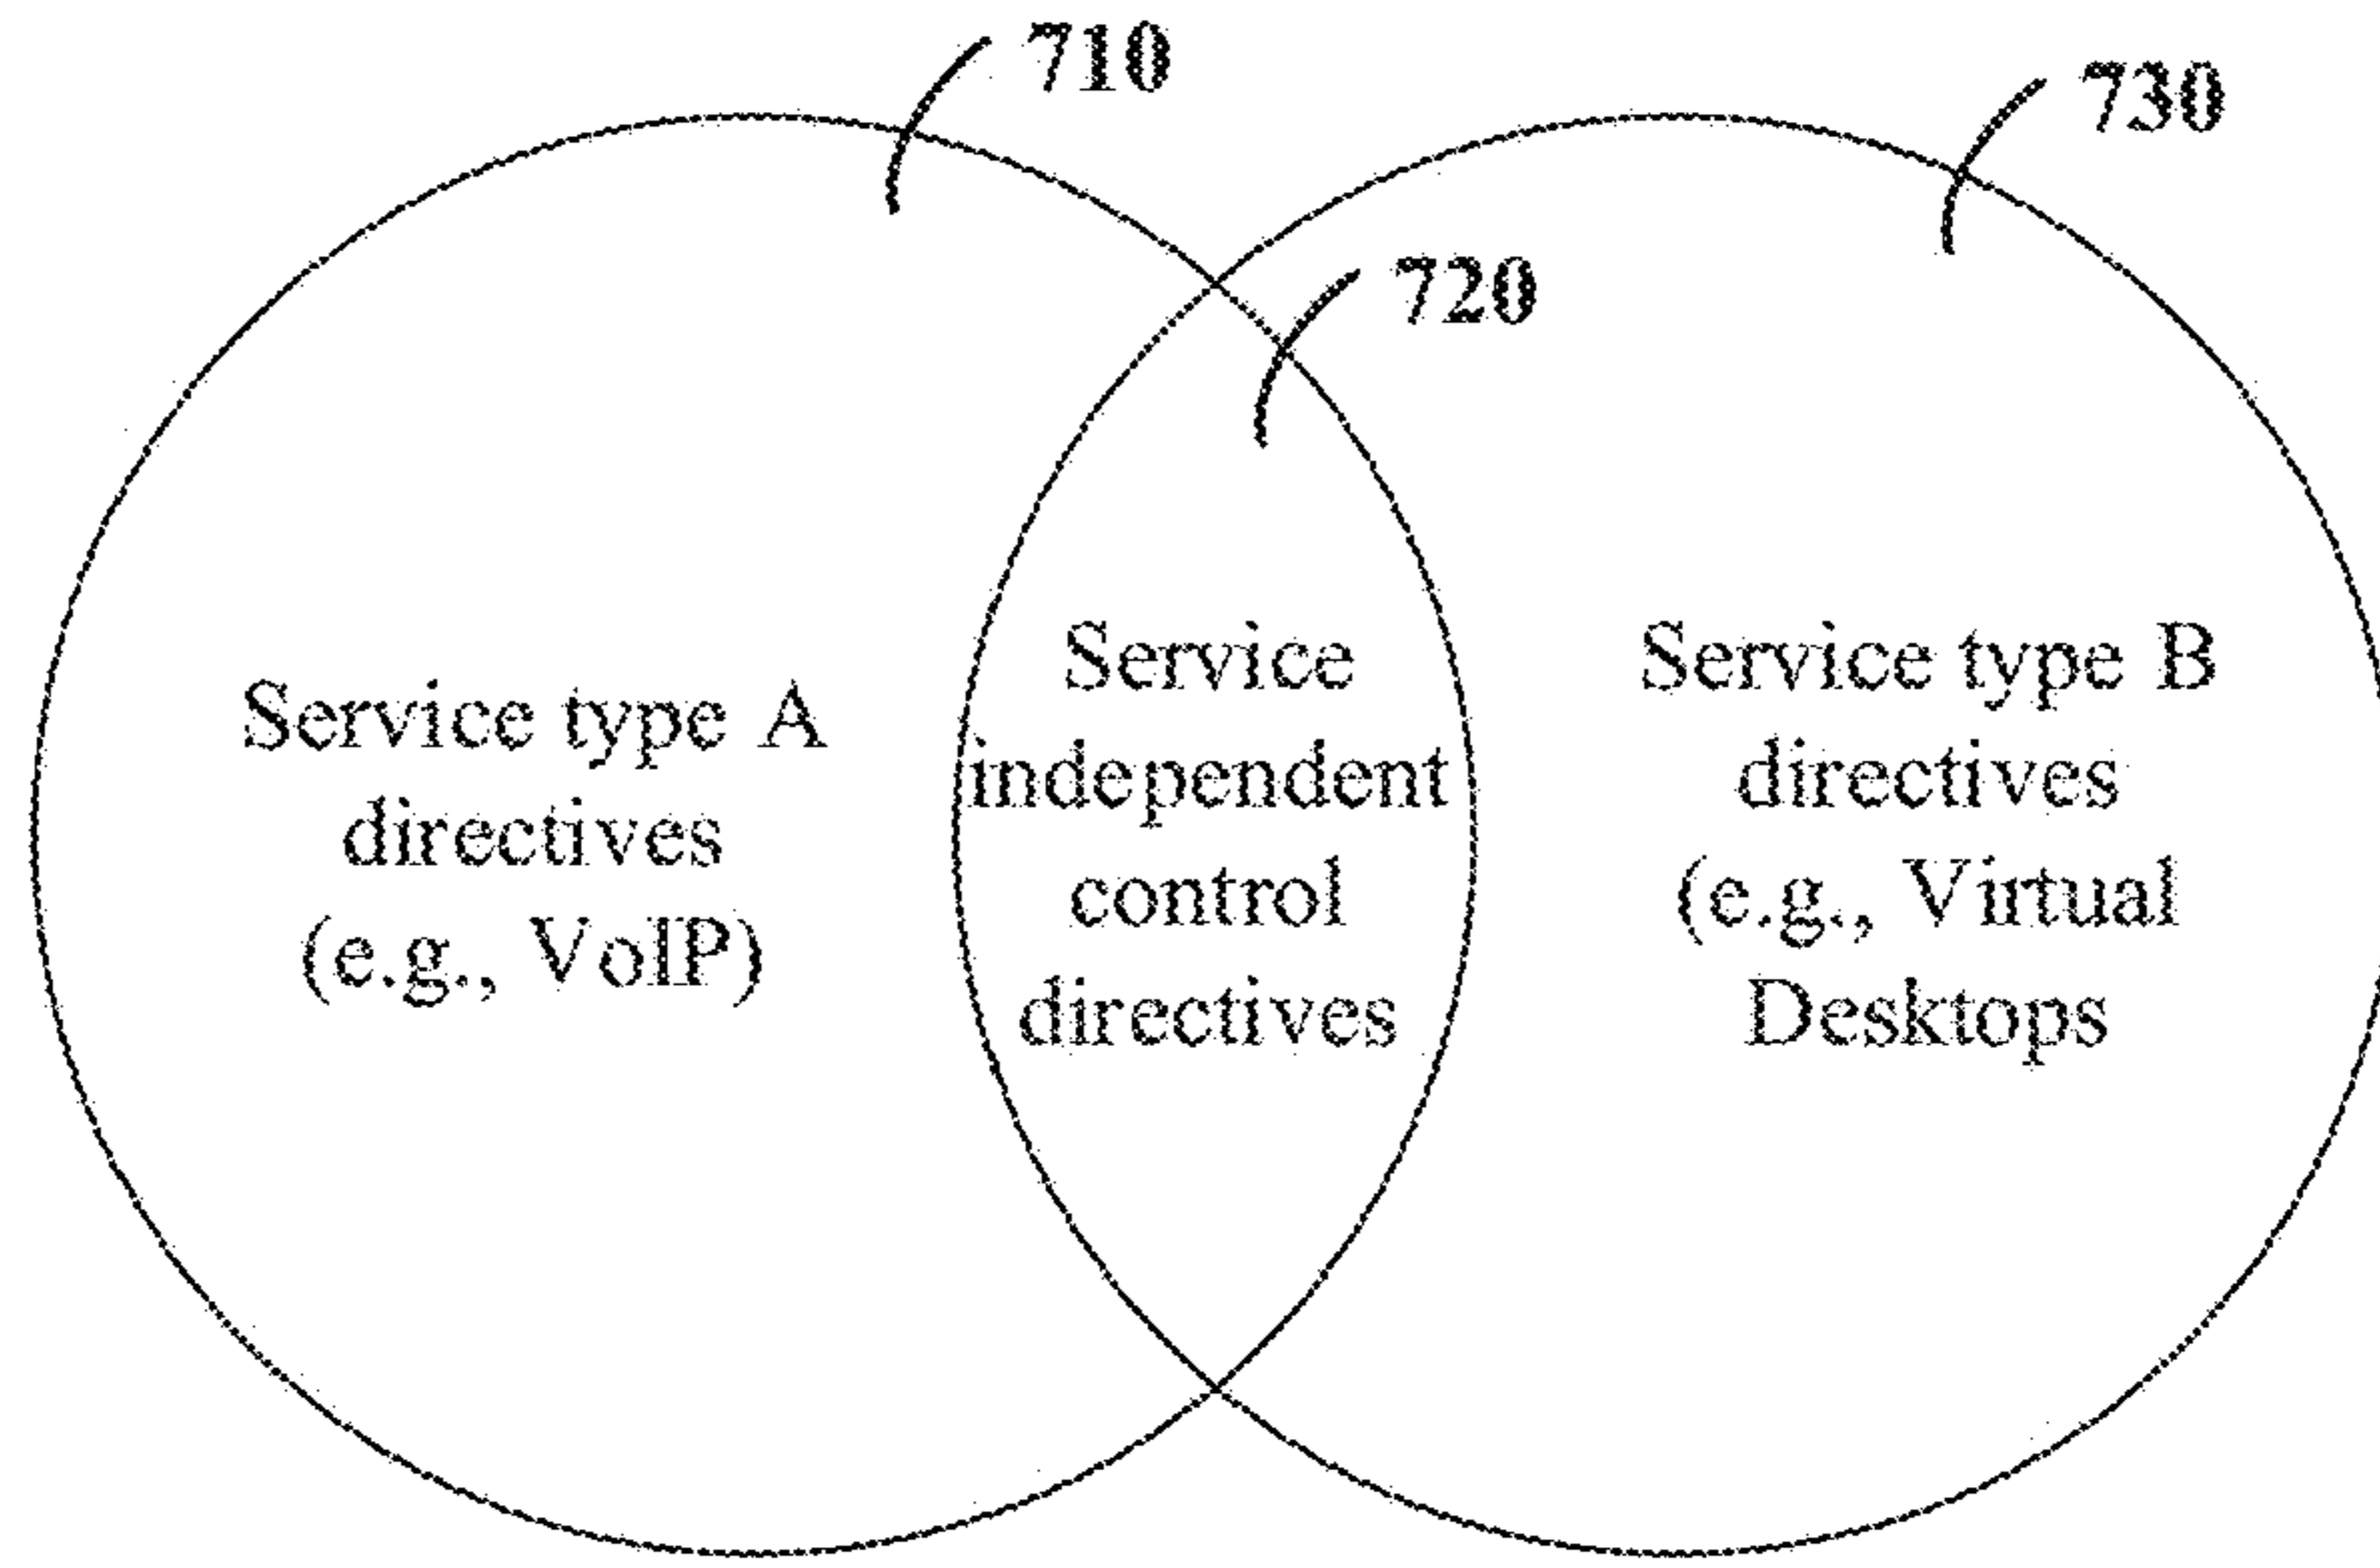 710
730
720
Service type A
directives
(e.g., VoIP)
Service
independent
control
directives
Service type B
directives
(e.g., Virtual
Desktops